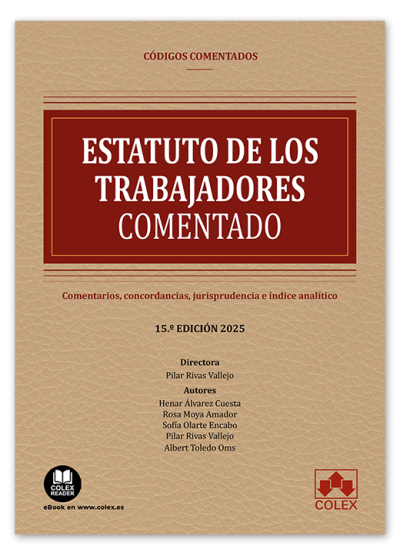 CÓDIGOS COMENTADOS
ESTATUTO DE LOS
TRABAJADORES
COMENTADO
Comentarios, concordancias, jurisprudencia e índice analítico
15.ª EDICIÓN 2025
Directora
Pilar Rivas Vallejo
Autores
Henar Álvarez Cuesta
Rosa Moya Amador
Sofía Olarte Encabo
Pilar Rivas Vallejo
Albert Toledo Oms
COLEX
READER
eBook en www.colex.es
COLEX